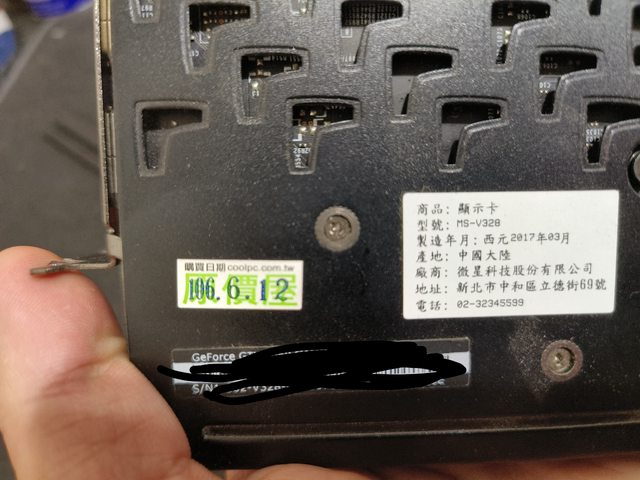 商品: 顯示卡
型號: MS-V328
製造年月: 西元2017年03月
產地: 中國大陸
廠商: 微星科技股份有限公司
地址: 新北市中和區立德街69號
電話: 02-32345599
購買日期 coolpc.com.tw
原價屋
106.6.12
GeForce